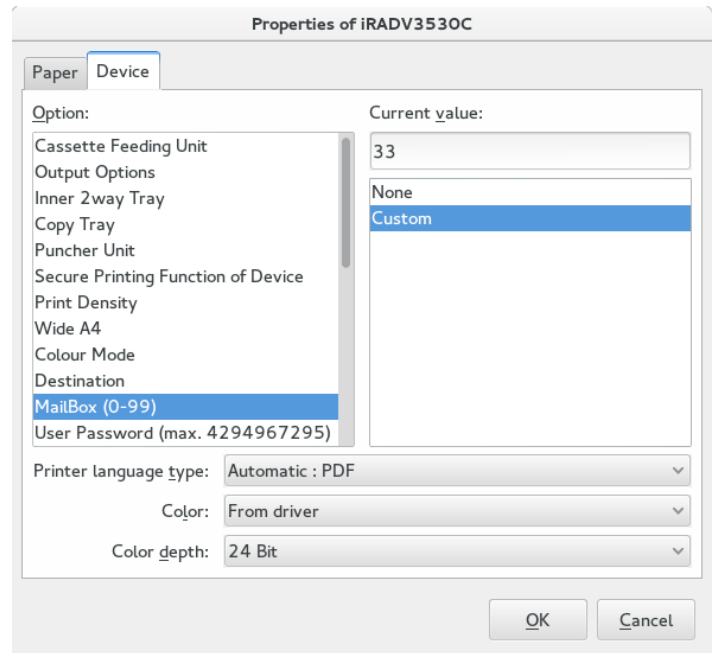 Properties of iRADV3530C
Paper
Device
Option:
Cassette Feeding Unit
Output Options
Inner 2way Tray
Copy Tray
Puncher Unit
Secure Printing Function of Device
Print Density
Wide A4
Colour Mode
Destination
MailBox (0-99)
User Password (max. 4294967295)
Current value:
33
None
Custom
Printer language type: Automatic : PDF
Color: From driver
Color depth: 24 Bit
OK
Cancel